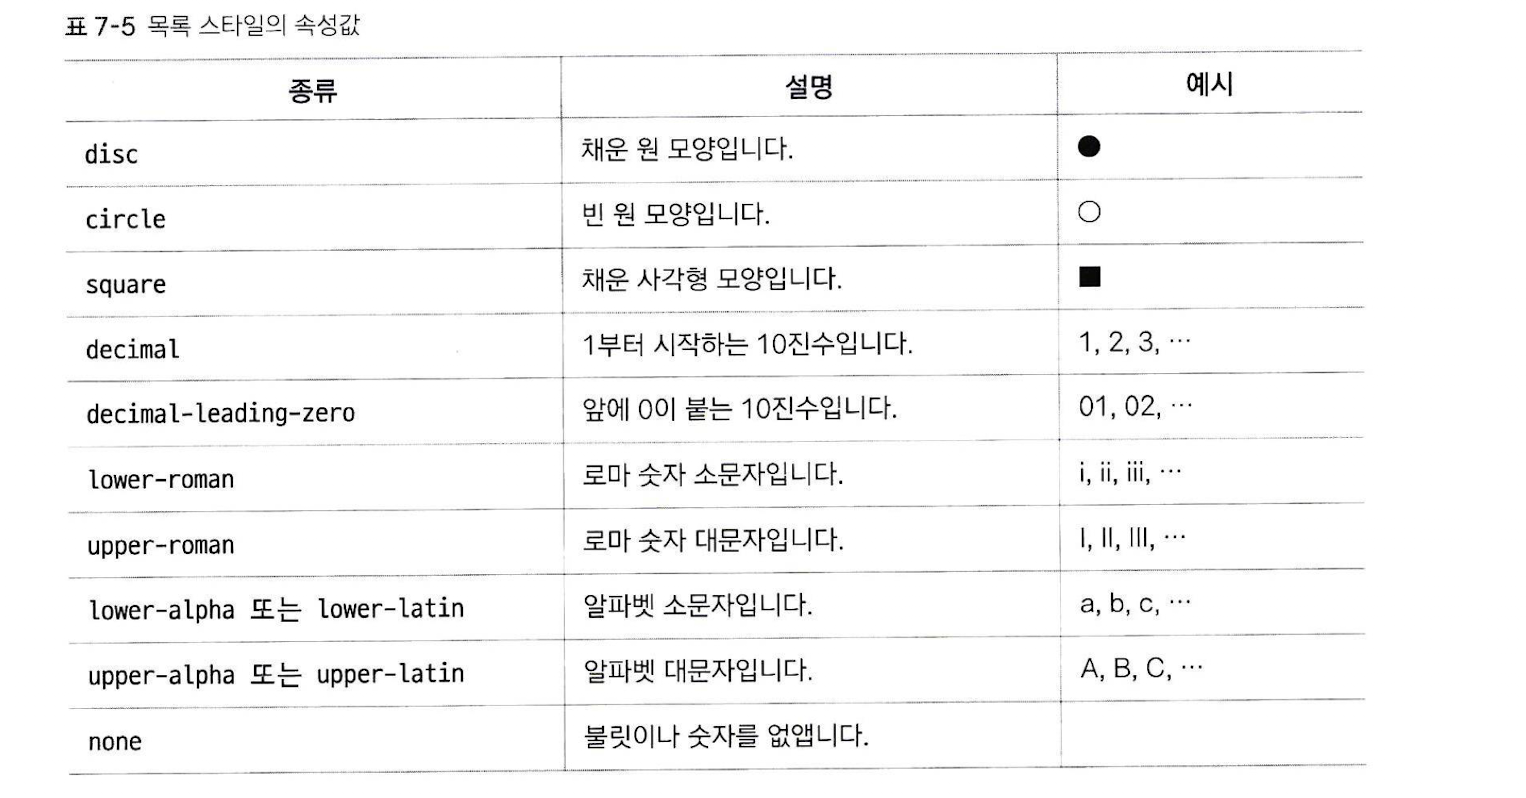 표 7-5 목록 스타일의 속성값
종류 설명 예시
disc 채운 원 모양입니다. ●
circle 빈 원 모양입니다. ○
square 채운 사각형 모양입니다. ■
decimal 1부터 시작하는 10진수입니다. 1, 2, 3, ⋯
decimal-leading-zero 앞에 0이 붙는 10진수입니다. 01, 02, ⋯
lower-roman 로마 숫자 소문자입니다. i, ii, iii, ⋯
upper-roman 로마 숫자 대문자입니다. I, II, III, ⋯
lower-alpha 또는 lower-latin 알파벳 소문자입니다. a, b, c, ⋯
upper-alpha 또는 upper-latin 알파벳 대문자입니다. A, B, C, ⋯
none 불릿이나 숫자를 없앱니다.